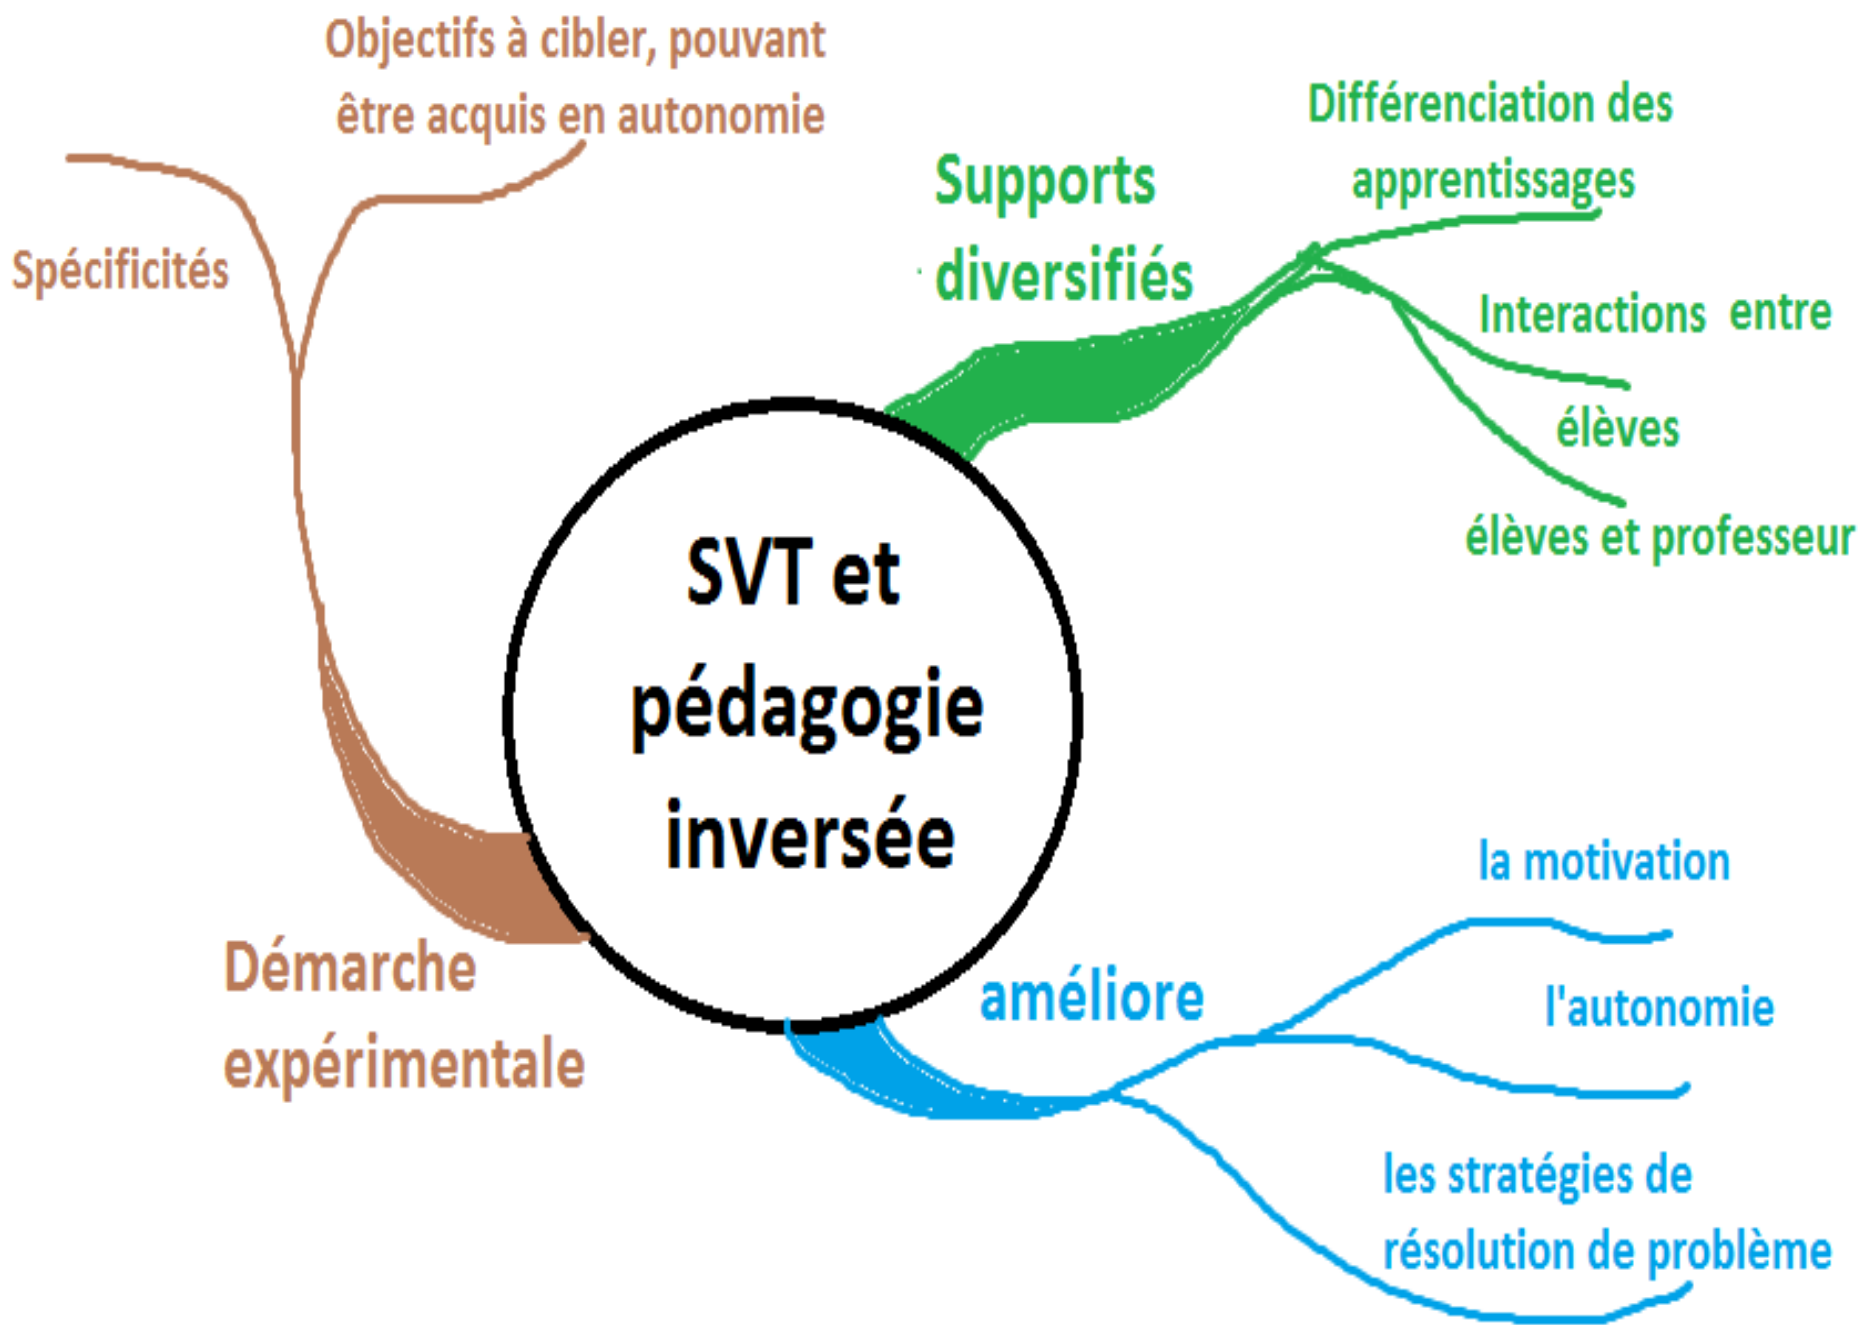 Objectifs à cibler, pouvant
être acquis en autonomie
Spécificités
Démarche
expérimentale
SVT et
pédagogie
inversée
Supports
diversifiés
Différenciation des
apprentissages
Interactions entre
élèves
élèves et professeur
améliore
la motivation
l'autonomie
les stratégies de
résolution de problème